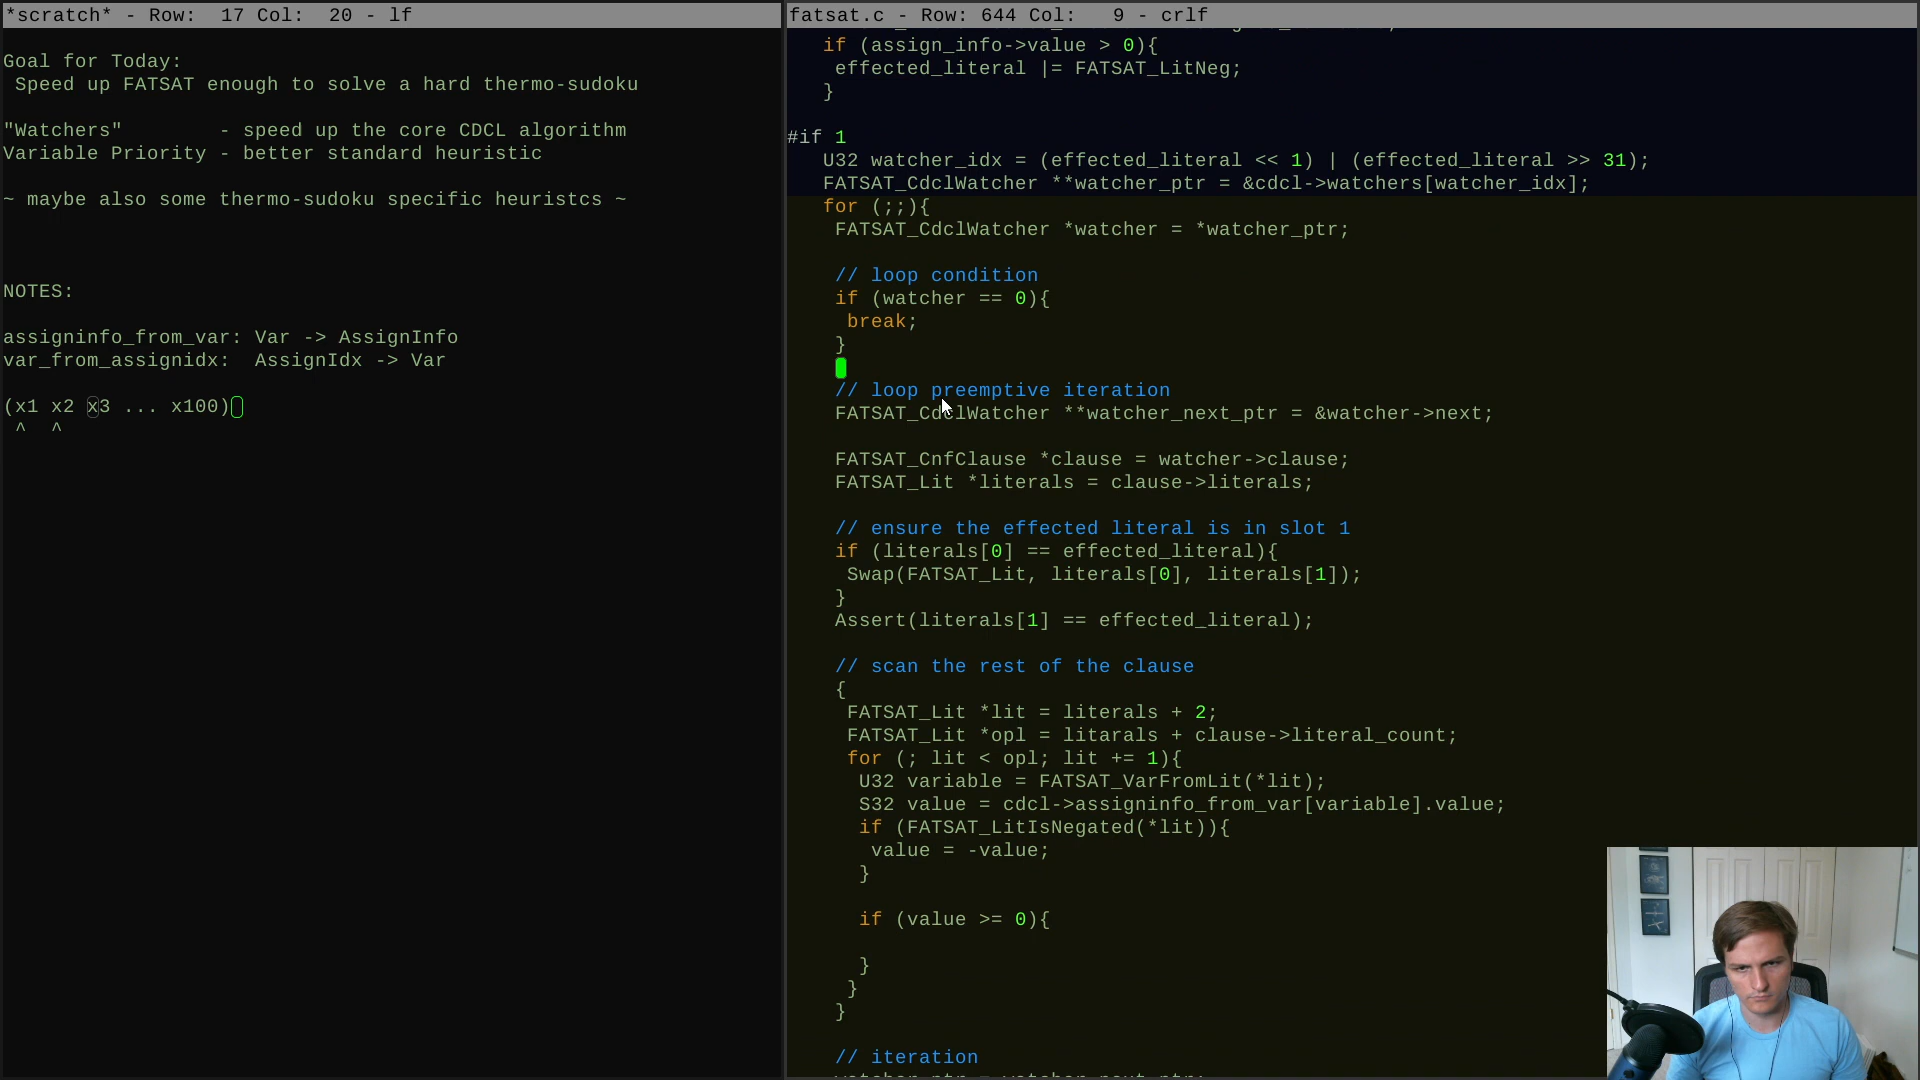 *scratch* - Row:  17 Col:  20 - lf
Goal for Today:
 Speed up FATSAT enough to solve a hard thermo-sudoku
"Watchers"        - speed up the core CDCL algorithm
Variable Priority - better standard heuristic
~ maybe also some thermo-sudoku specific heuristcs ~
NOTES:
assigninfo_from_var: Var -> AssignInfo
var_from_assignidx:  AssignIdx -> Var
(x1 x2 x3 ... x100)
 ^  ^
fatsat.c - Row: 644 Col:   9 - crlf
if (assign_info->value > 0){
 effected_literal |= FATSAT_LitNeg;
}
#if 1
U32 watcher_idx = (effected_literal << 1) | (effected_literal >> 31);
FATSAT_CdclWatcher **watcher_ptr = &cdcl->watchers[watcher_idx];
for (;;){
 FATSAT_CdclWatcher *watcher = *watcher_ptr;
 // loop condition
 if (watcher == 0){
  break;
 }
 // loop preemptive iteration
 FATSAT_CdclWatcher **watcher_next_ptr = &watcher->next;
 FATSAT_CnfClause *clause = watcher->clause;
 FATSAT_Lit *literals = clause->literals;
 // ensure the effected literal is in slot 1
 if (literals[0] == effected_literal){
  Swap(FATSAT_Lit, literals[0], literals[1]);
 }
 Assert(literals[1] == effected_literal);
 // scan the rest of the clause
 {
  FATSAT_Lit *lit = literals + 2;
  FATSAT_Lit *opl = litarals + clause->literal_count;
  for (; lit < opl; lit += 1){
   U32 variable = FATSAT_VarFromLit(*lit);
   S32 value = cdcl->assigninfo_from_var[variable].value;
   if (FATSAT_LitIsNegated(*lit)){
    value = -value;
   }
   if (value >= 0){
   }
  }
 }
 // iteration